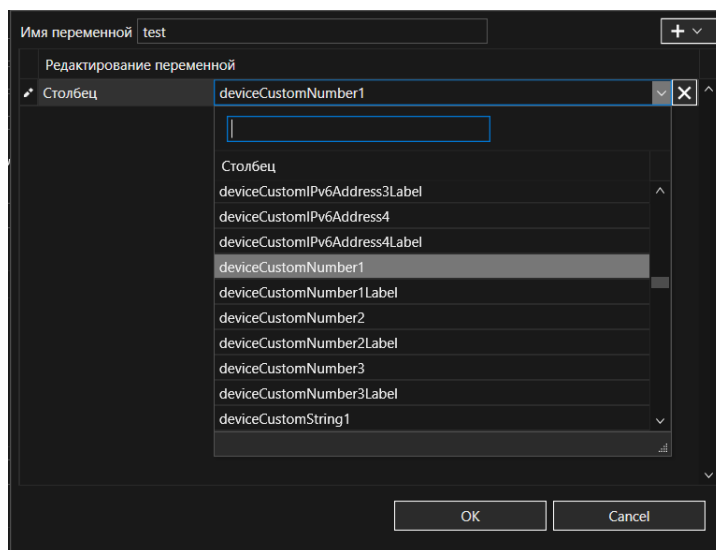 Имя переменной test
Редактирование переменной
Столбец deviceCustomNumber1
Столбец
deviceCustomIPv6Address3Label
deviceCustomIPv6Address4
deviceCustomIPv6Address4Label
deviceCustomNumber1
deviceCustomNumber1Label
deviceCustomNumber2
deviceCustomNumber2Label
deviceCustomNumber3
deviceCustomNumber3Label
deviceCustomString1
OK Cancel